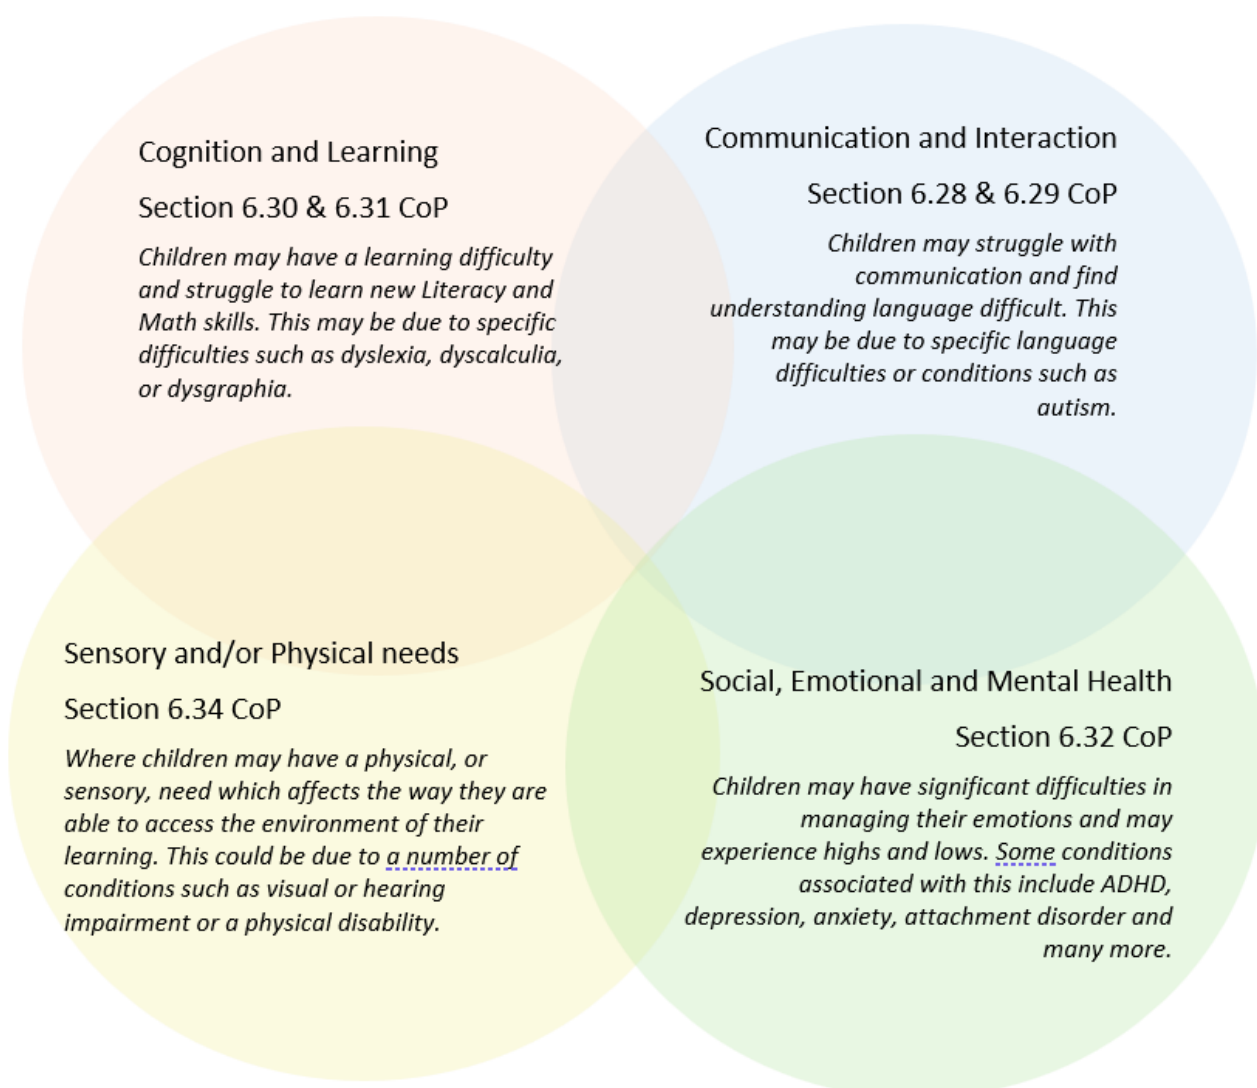 Cognition and Learning
Section 6.30 & 6.31 CoP
Children may have a learning difficulty
and struggle to learn new Literacy and
Math skills. This may be due to specific
difficulties such as dyslexia, dyscalculia,
or dysgraphia.
Communication and Interaction
Section 6.28 & 6.29 CoP
Children may struggle with
communication and find
understanding language difficult. This
may be due to specific language
difficulties or conditions such as
autism.
Sensory and/or Physical needs
Section 6.34 CoP
Where children may have a physical, or
sensory, need which affects the way they are
able to access the environment of their
learning. This could be due to a number of
conditions such as visual or hearing
impairment or a physical disability.
Social, Emotional and Mental Health
Section 6.32 CoP
Children may have significant difficulties in
managing their emotions and may
experience highs and lows. Some conditions
associated with this include ADHD,
depression, anxiety, attachment disorder and
many more.